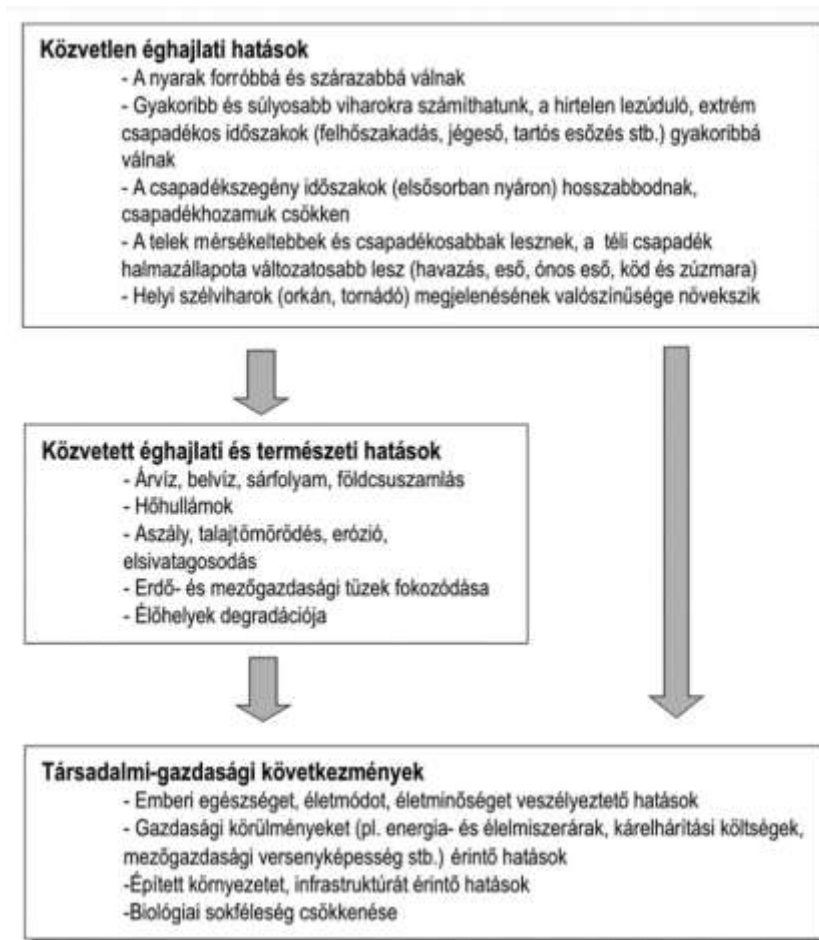 Közvetlen éghajlati hatások
- A nyarak forróbbá és szárazabbá válnak
- Gyakoribb és súlyosabb viharokra számíthatunk, a hirtelen lezúduló, extrém
csapadékos időszakok (felhőszakadás, jégeső, tartós esőzés stb.) gyakoribbá
válnak
- A csapadékszegény időszakok (elsősorban nyáron) hosszabbodnak,
csapadékhozamuk csőkken
- A telek mérsékeltebbek és csapadékosabbak lesznek, a téli csapadék
halmazállapota változatosabb lesz (havazás, eső, ónos eső, köd és zúzmara)
- Helyi szélviharok (orkán, tornádó) megjelenésének valószínűsége növekszik
Közvetett éghajlati és természeti hatások
- Árvíz, belvíz, sárfolyam, földcsuszamlás
- Hőhullámok
- Aszály, talajtömörödés, erózió,
elsivatagosodás
- Erdő- és mezőgazdasági tüzek fokozódása
- Élőhelyek degradációja
Társadalmi-gazdasági következmények
- Emberi egészséget, életmódot, életminőséget veszélyeztető hatások
- Gazdasági körülményeket (pl. energia- és élelmiszerárak, kárelhárítási költségek,
mezőgazdasági versenyképesség stb.) érintő hatások
-Épített környezetet, infrastruktúrát érintő hatások
-Biológiai sokféleség csökkenése